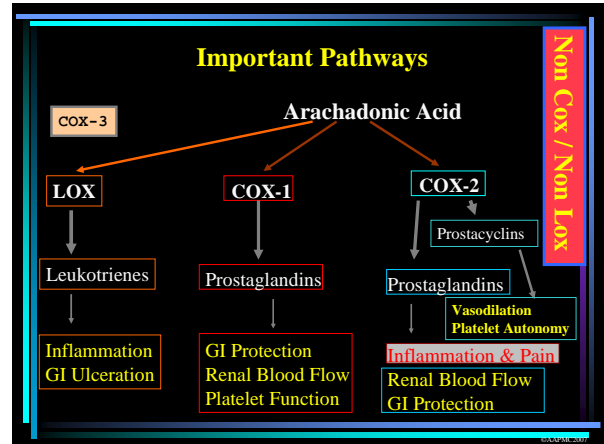 Important Pathways
Non Cox / Non Lox
COX-3
Arachadonic Acid
LOX
COX-1
COX-2
Prostacyclins
Leukotrienes
Prostaglandins
Prostaglandins
Vasodilation
Platelet Autonomy
Inflammation
GI Ulceration
GI Protection
Renal Blood Flow
Platelet Function
Inflammation & Pain
Renal Blood Flow
GI Protection
©AAPMC2007